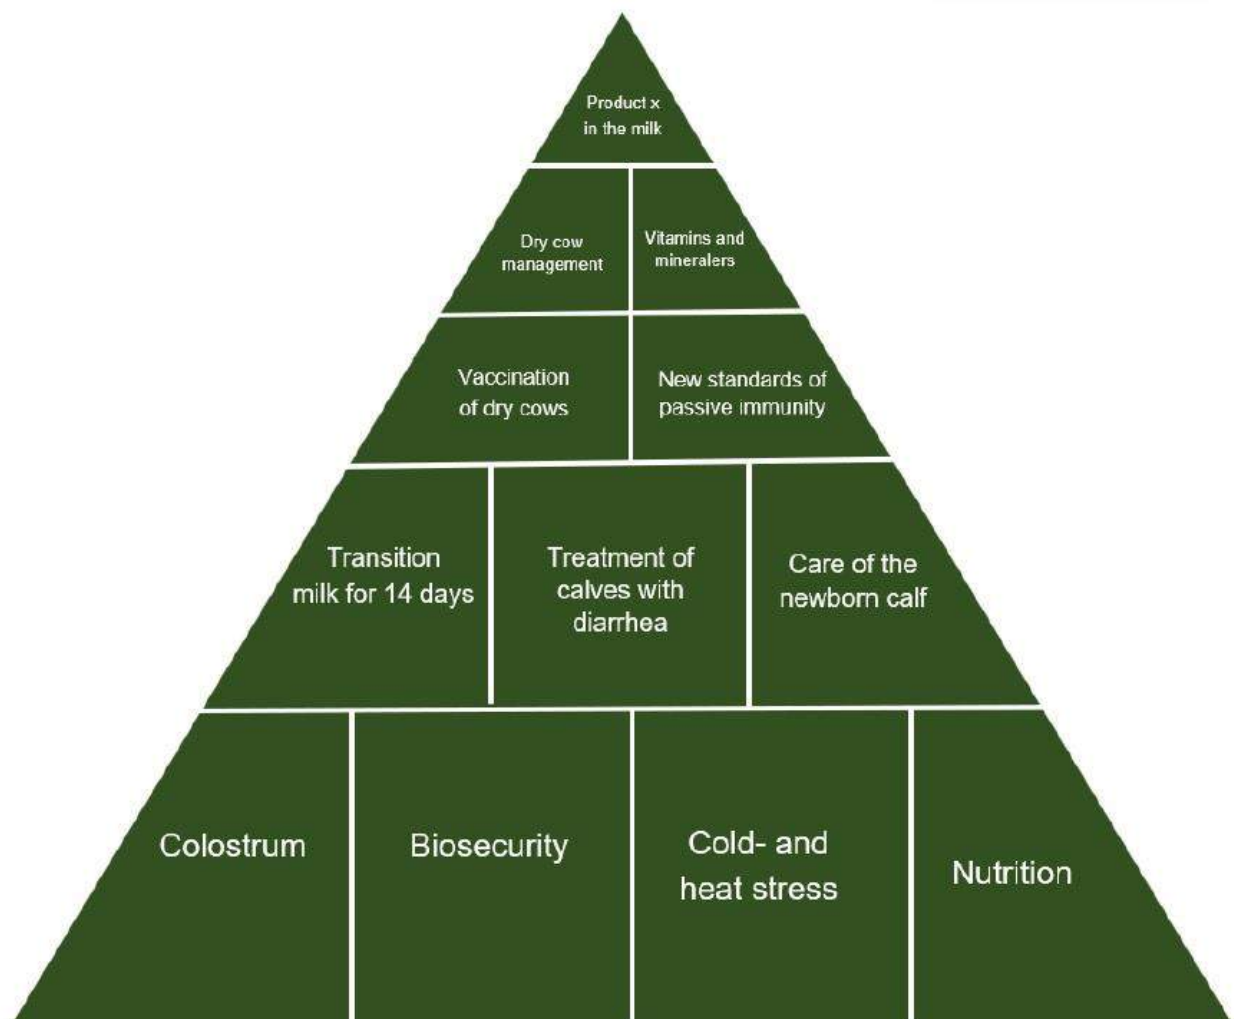 Product x
in the milk
Dry cow
management
Vitamins and
mineralers
Vaccination
of dry cows
New standards of
passive immunity
Transition
milk for 14 days
Treatment of
calves with
diarrhea
Care of the
newborn calf
Colostrum
Biosecurity
Cold- and
heat stress
Nutrition